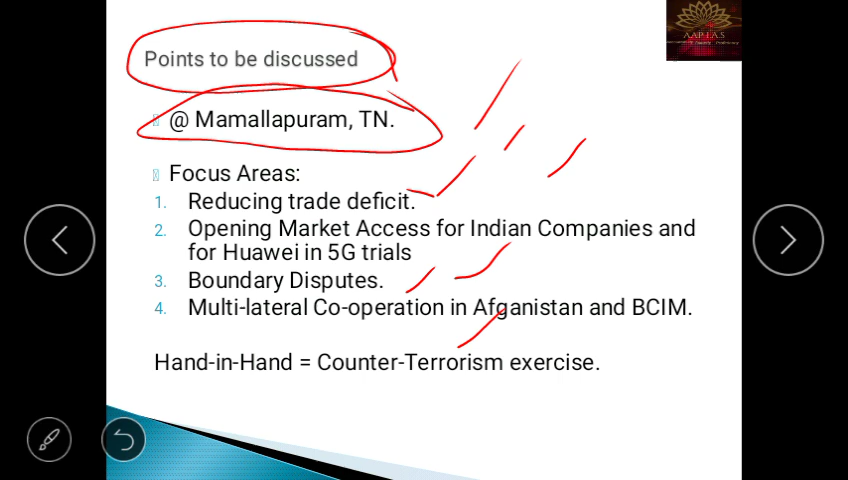 AAP I.A.S
Points to be discussed
@ Mamallapuram, TN.
Focus Areas:
1. Reducing trade deficit.
2. Opening Market Access for Indian Companies and
for Huawei in 5G trials
3. Boundary Disputes.
4. Multi-lateral Co-operation in Afganistan and BCIM.
Hand-in-Hand = Counter-Terrorism exercise.